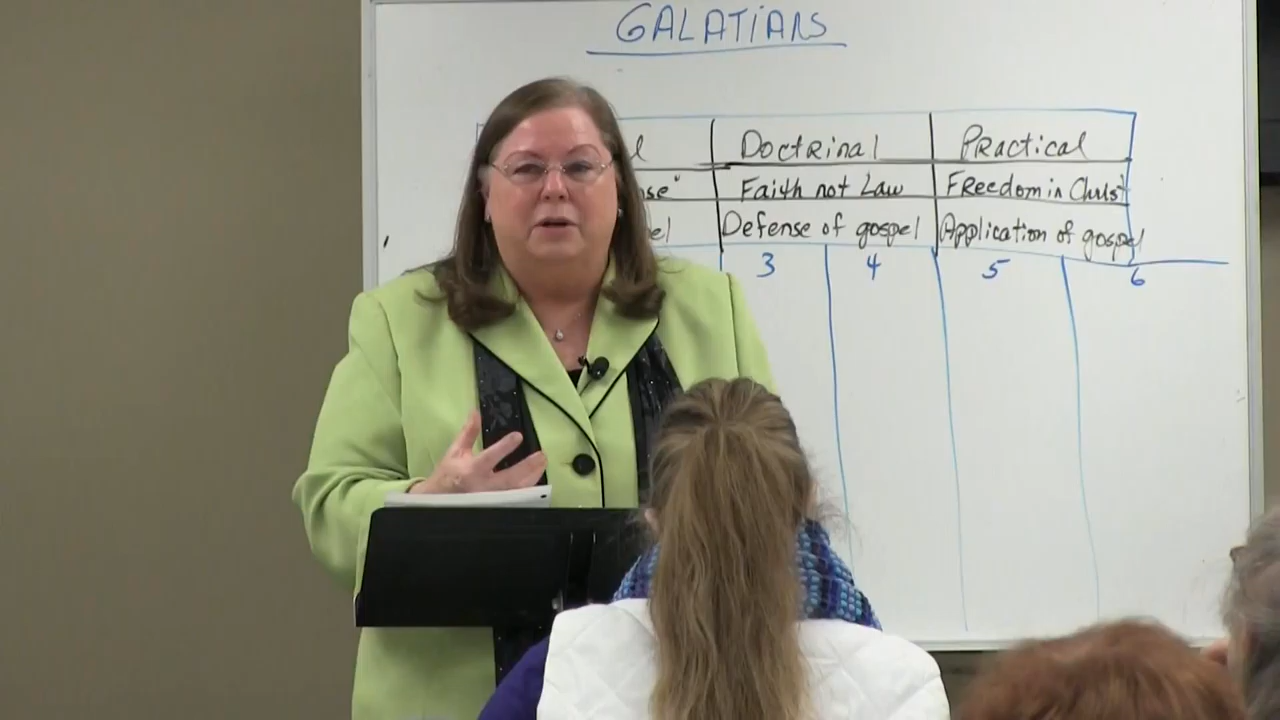 GALATIANS
Doctrinal Practical
Faith not Law Freedom in Christ
Defense of gospel Application of gospel
3 4 5 6